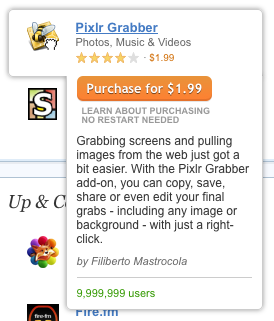 Pixlr Grabber
Photos, Music & Videos
· $1.99
Purchase for $1.99
LEARN ABOUT PURCHASING
NO RESTART NEEDED
Grabbing screens and pulling
images from the web just got a
bit easier. With the Pixlr Grabber
add-on, you can copy, save,
share or even edit your final
grabs - including any image or
background - with just a right-
click.
by Filiberto Mastrocola
9,999,999 users
S
Up & C
fire·fm
Fire.fm